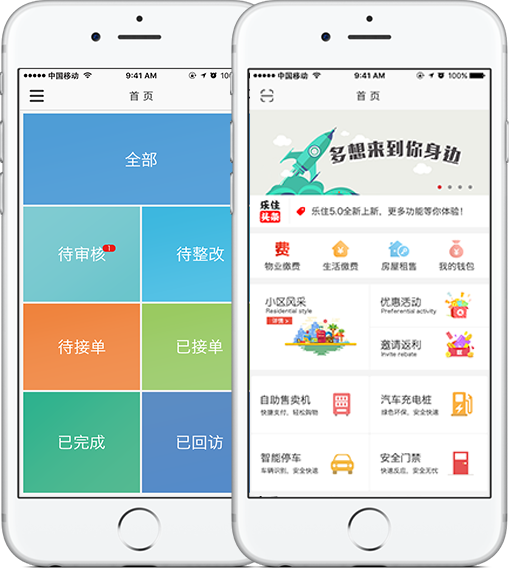 中国移动 9:41 AM 10
首页
全部
待审核 1
待整改
待接单
已接单
已完成
已回访
中国移动 9:41 AM 100%
首页
多想来到你身边
乐住
头条
乐住5.0全新上新，更多功能等你体验！
费
物业缴费
生活缴费
房屋租售
我的钱包
小区风采
Residential style
详情 >
优惠活动
Preferential activity
邀请返利
Invite rebate
自助售卖机
快捷支付、轻松购物
汽车充电桩
绿色环保、安全快速
智能停车
车辆识别、安全快速
安全门禁
快速反应、安全无忧